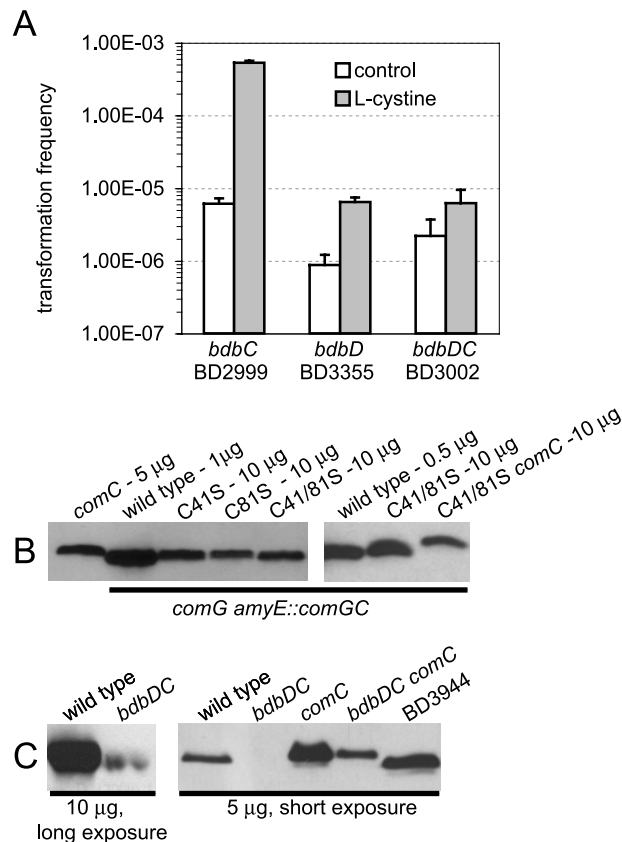 A
transformation frequency
1.00E-03
1.00E-04
1.00E-05
1.00E-06
1.00E-07
control
L-cystine
bdbC
BD2999
bdbD
BD3355
bdbDC
BD3002
B
comC - 5 μg
wild type - 1μg
C41S - 10 μg
C81S - 10 μg
C41/81S -10 μg
wild type - 0.5 μg
C41/81S -10 μg
C41/81S comC -10 μg
comG amyE::comGC
C
wild type
bdbDC
wild type
bdbDC
comC
bdbDC comC
BD3944
10 μg,
long exposure
5 μg, short exposure